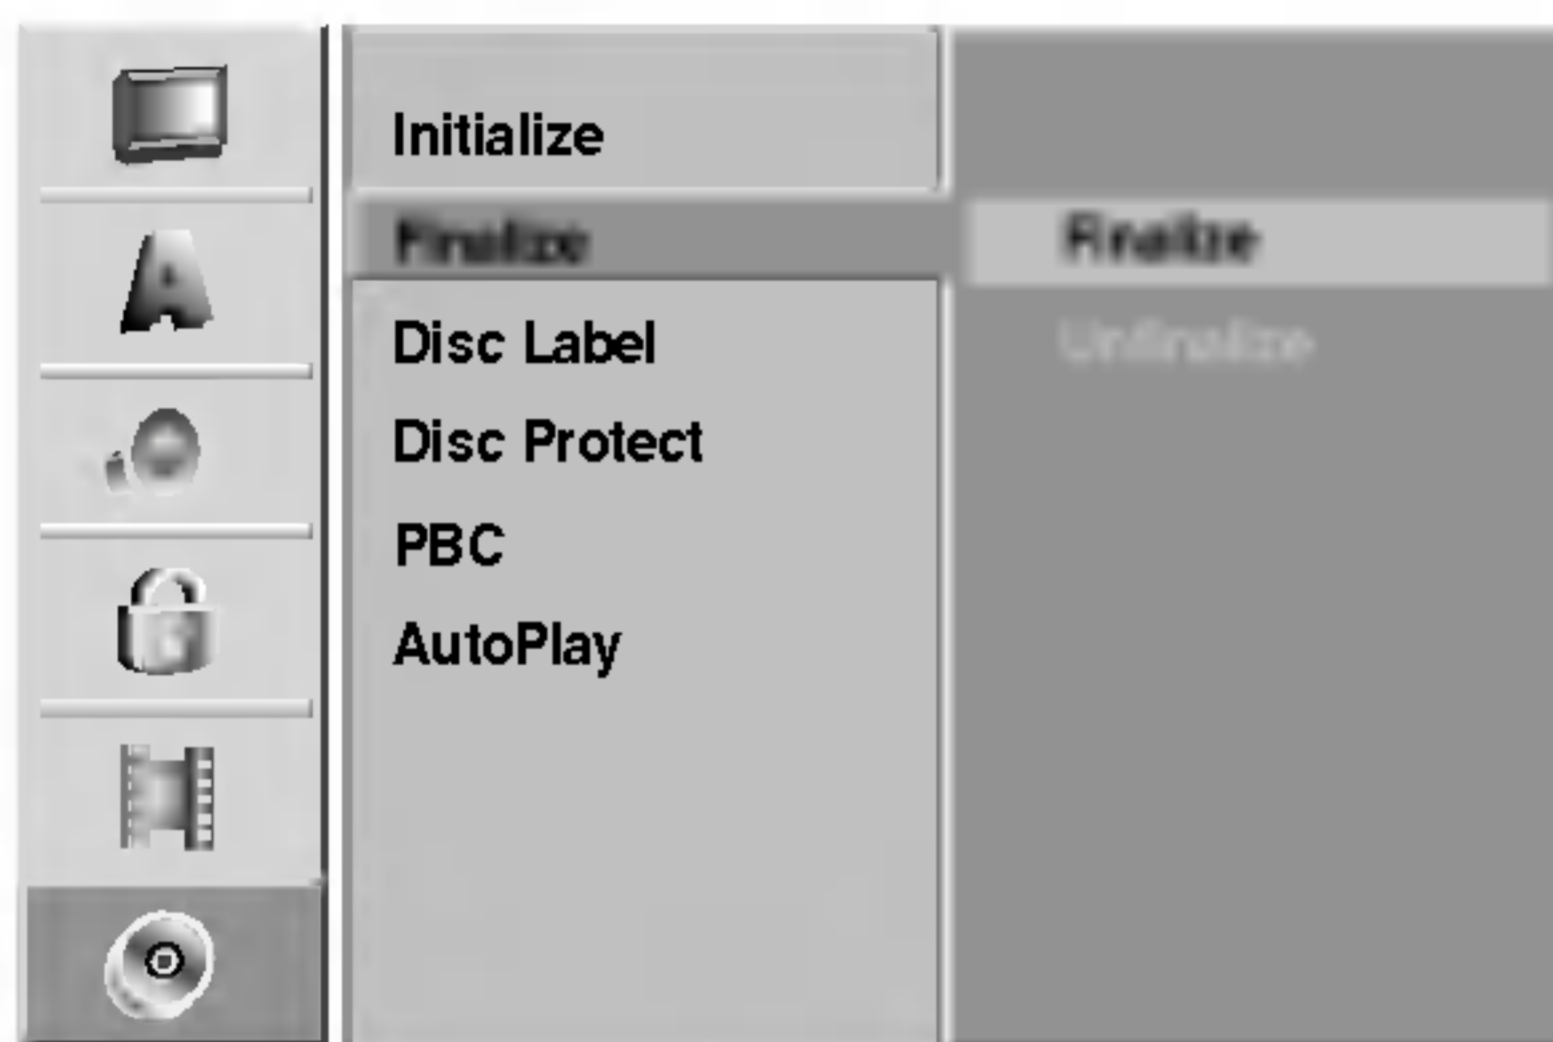 Initialize
Finalize
Finalize
Unfinalize
Disc Label
Disc Protect
PBC
AutoPlay